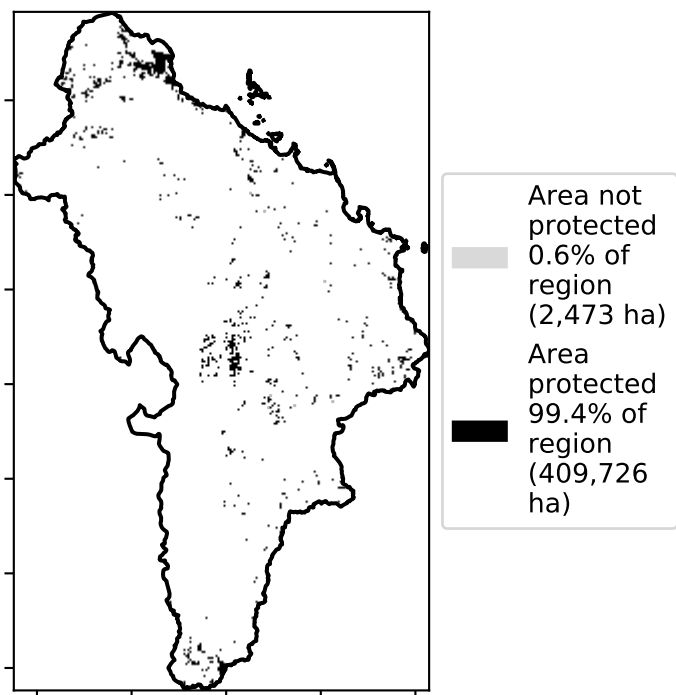 Area not
protected
0.6% of
region
(2,473 ha)
Area
protected
99.4% of
region
(409,726
ha)